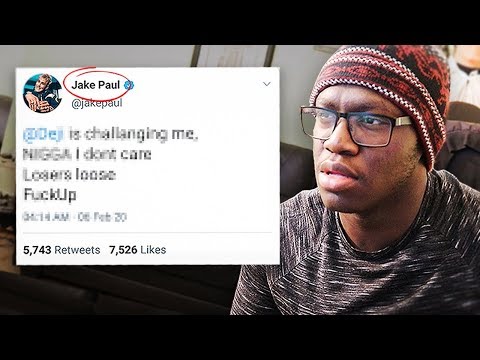 Jake Paul
@jakepaul
@Deji is challanging me,
NIGGA I dont care
Losers loose
FuckUp
04:14 AM - 06 Feb 20
5,743 Retweets 7,526 Likes